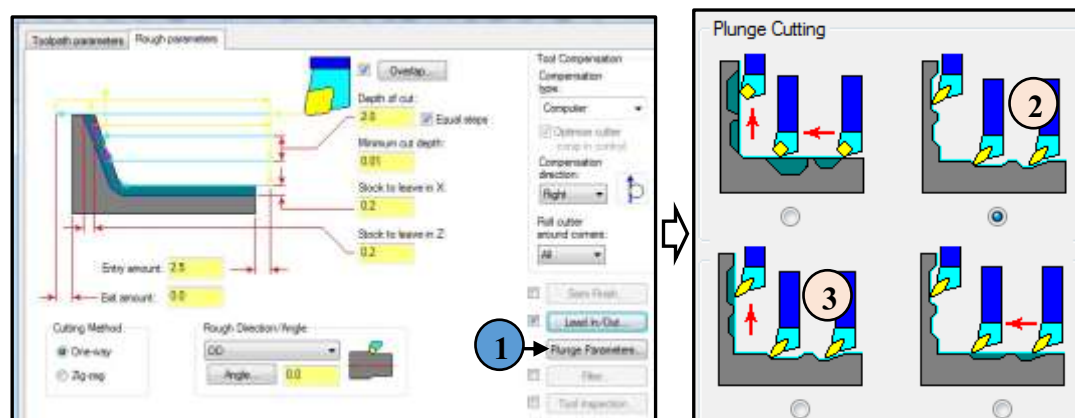 Toolpath parameters Rough parameters
Overlap...
Depth of cut:
2.0
Equal steps
Minimum cut depth:
0.01
Stock to leave in X:
0.2
Stock to leave in Z:
0.2
Entry amount: 2.5
Exit amount: 0.0
Cutting Method
One-way
Zig-zag
Rough Direction/Angle
OD
Angle... 0.0
Tool Compensation
Compensation
type:
Computer
Optimize cutter
comp in control
Compensation
direction:
Right
Roll cutter
around corners:
All
Semi Finish...
Lead In/Out...
1
Plunge Parameters...
Filter...
Tool Inspection...
Plunge Cutting
2
3